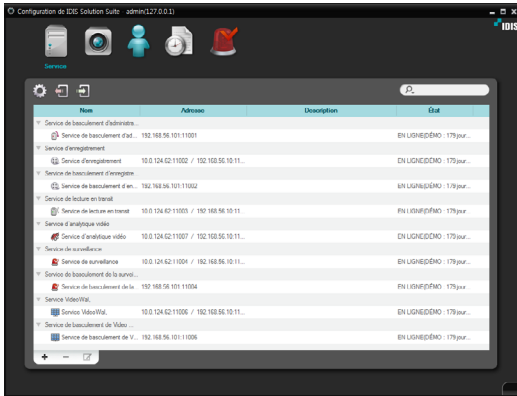 Configuration de IDIS Solution Suite - admin(127.0.0.1)
IDIS
Service
Nom Adresse Description État
Service de basculement d'administra...
Service de basculement d'ad... 192.168.56.101:11001 EN LIGNE(DÉMO : 179 jour...
Service d'enregistrement
Service d'enregistrement 10.0.124.62:11002 / 192.168.56.10:11... EN LIGNE(DÉMO : 179 jour...
Service de basculement d'enregistre...
Service de basculement d'en... 192.168.56.101:11002 EN LIGNE(DÉMO : 179 jour...
Service de lecture en transit
Service de lecture en transit 10.0.124.62:11005 / 192.168.56.10:11... EN LIGNE(DÉMO : 179 jour...
Service d'analytique vidéo
Service d'analytique vidéo 10.0.124.62:11007 / 192.168.56.10:11... EN LIGNE(DÉMO : 179 jour...
Service de surveillance
Service de surveillance 10.0.124.62:11004 / 192.168.56.10:11... EN LIGNE(DÉMO : 179 jour...
Service de basculement de la survei...
Service de basculement de la... 192.168.56.101:11004 EN LIGNE(DÉMO : 179 jour...
Service VideoWall,
Service VideoWall, 10.0.124.62:11006 / 192.168.56.10:11... EN LIGNE(DÉMO : 179 jour...
Service de basculement de Video ...
Service de basculement de V... 192.168.56.101:11006 EN LIGNE(DÉMO : 179 jour...